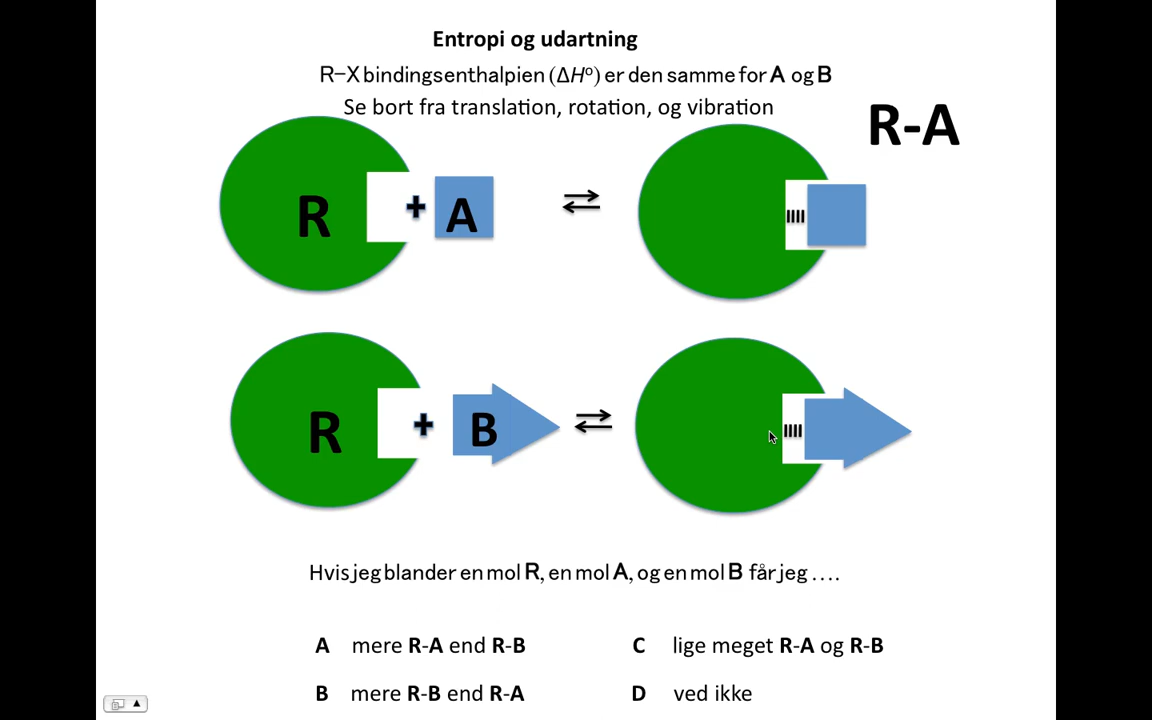 Entropi og udartning
R–X bindingsenthalpien (ΔHº) er den samme for A og B
Se bort fra translation, rotation, og vibration
R-A
R + A ⇄
R + B ⇄
Hvis jeg blander en mol R, en mol A, og en mol B får jeg ….
A mere R-A end R-B
C lige meget R-A og R-B
B mere R-B end R-A
D ved ikke